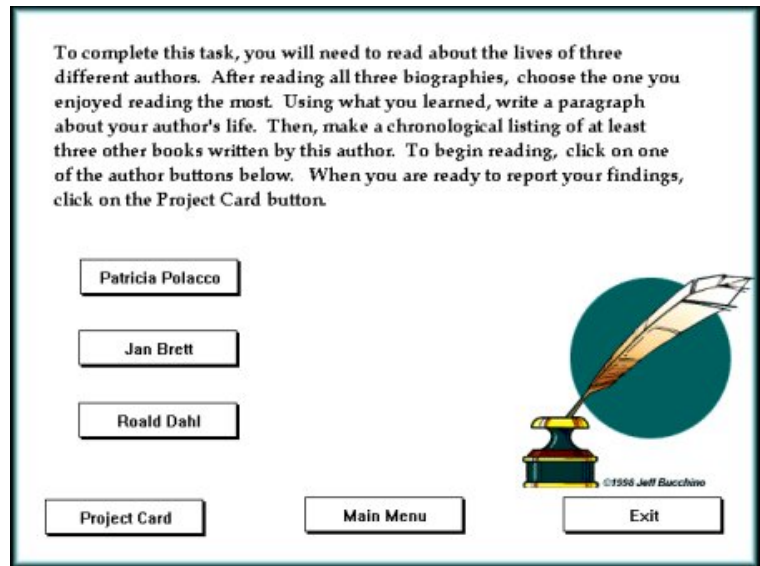 To complete this task, you will need to read about the lives of three
different authors. After reading all three biographies, choose the one you
enjoyed reading the most. Using what you learned, write a paragraph
about your author's life. Then, make a chronological listing of at least
three other books written by this author. To begin reading, click on one
of the author buttons below. When you are ready to report your findings,
click on the Project Card button.
Patricia Polacco
Jan Brett
Roald Dahl
©1998 Jeff Bucchino
Project Card
Main Menu
Exit